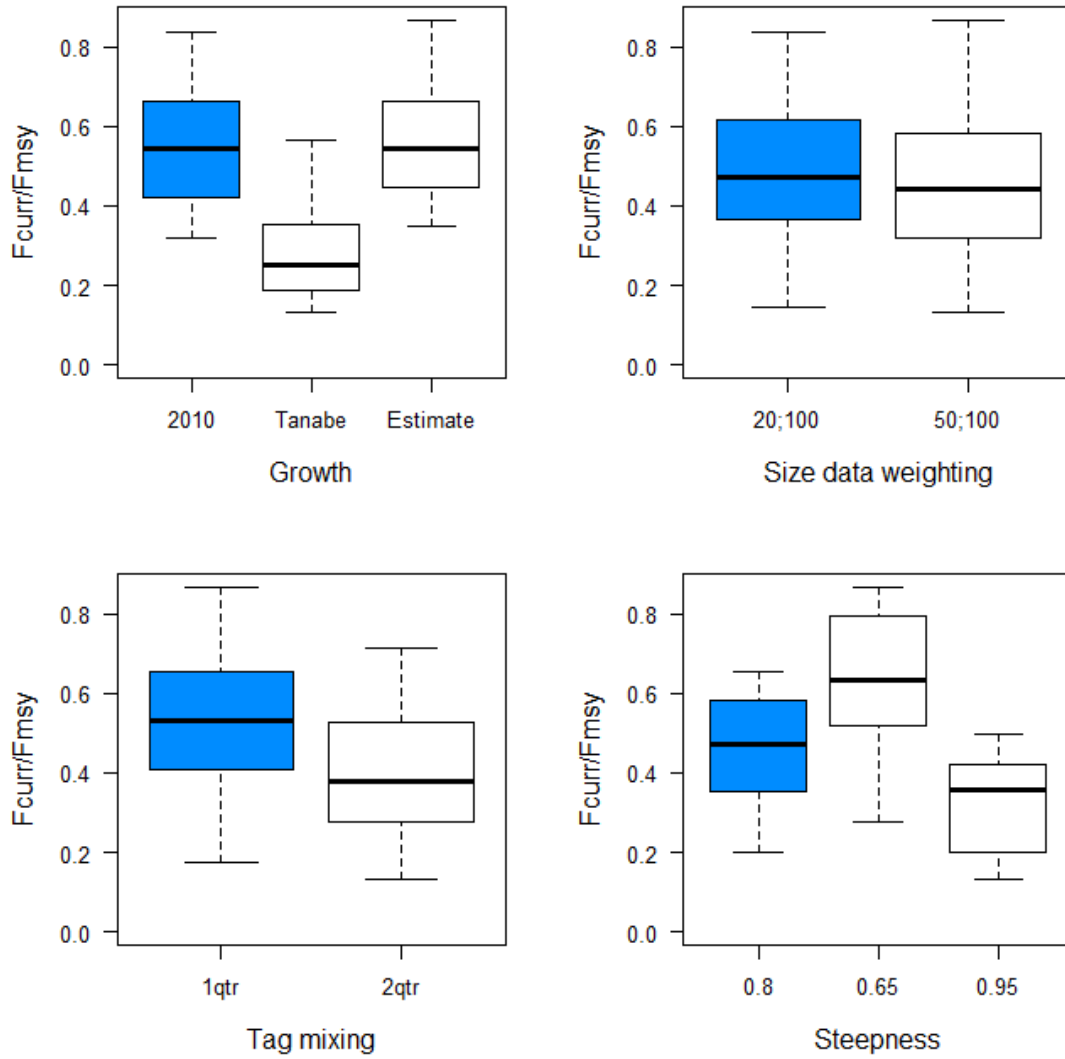 Fcurr/Fmsy
0.8
0.6
0.4
0.2
0.0
2010 Tanabe Estimate
Growth
Fcurr/Fmsy
0.8
0.6
0.4
0.2
0.0
20;100 50;100
Size data weighting
Fcurr/Fmsy
0.8
0.6
0.4
0.2
0.0
1qtr 2qtr
Tag mixing
Fcurr/Fmsy
0.8
0.6
0.4
0.2
0.0
0.8 0.65 0.95
Steepness